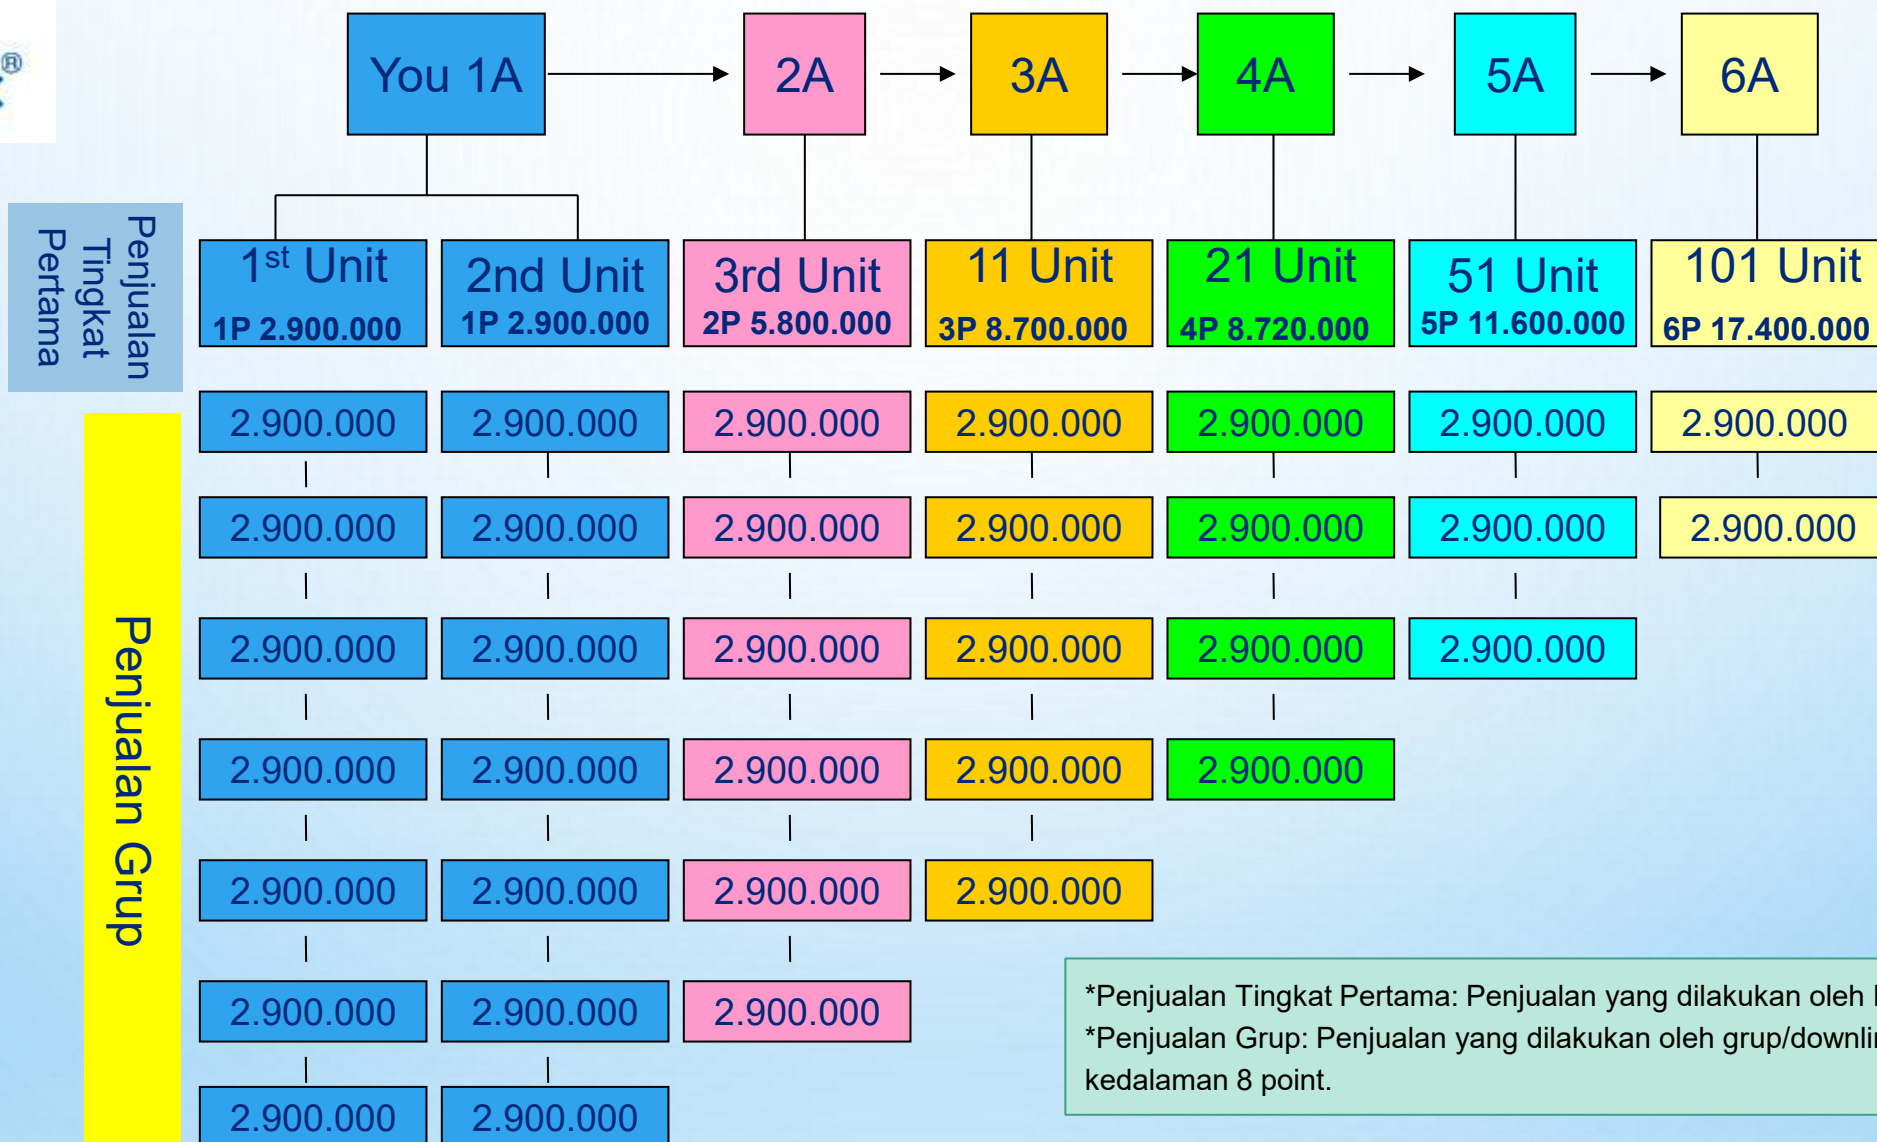 ®
You 1A
2A
3A
4A
5A
6A
Penjualan
Tingkat
Pertama
1st Unit
1P 2.900.000
2nd Unit
1P 2.900.000
3rd Unit
2P 5.800.000
11 Unit
3P 8.700.000
21 Unit
4P 8.720.000
51 Unit
5P 11.600.000
101 Unit
6P 17.400.000
Penjualan Grup
2.900.000 2.900.000 2.900.000 2.900.000 2.900.000 2.900.000 2.900.000
2.900.000 2.900.000 2.900.000 2.900.000 2.900.000 2.900.000 2.900.000
2.900.000 2.900.000 2.900.000 2.900.000 2.900.000 2.900.000
2.900.000 2.900.000 2.900.000 2.900.000 2.900.000
2.900.000 2.900.000 2.900.000 2.900.000
2.900.000 2.900.000 2.900.000
2.900.000 2.900.000
*Penjualan Tingkat Pertama: Penjualan yang dilakukan oleh
*Penjualan Grup: Penjualan yang dilakukan oleh grup/downli
kedalaman 8 point.